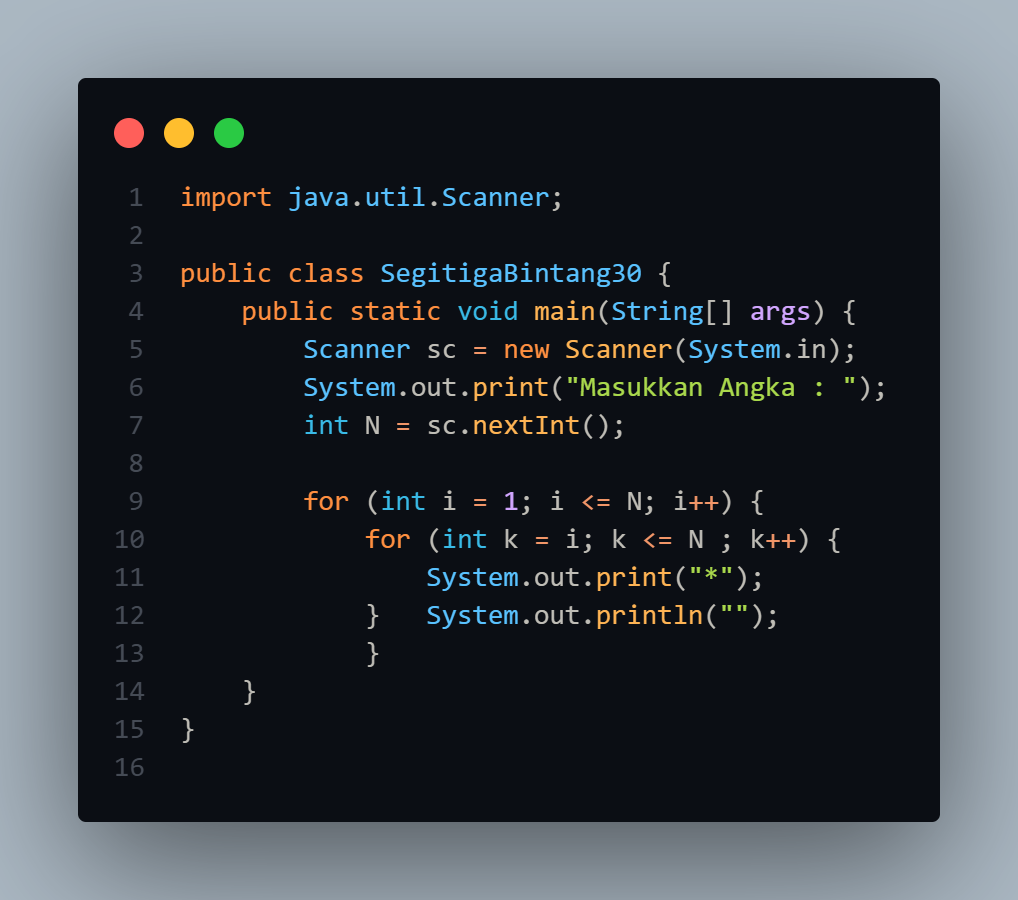 1 import java.util.Scanner;
2
3 public class SegitigaBintang30 {
4     public static void main(String[] args) {
5         Scanner sc = new Scanner(System.in);
6         System.out.print("Masukkan Angka : ");
7         int N = sc.nextInt();
8
9         for (int i = 1; i <= N; i++) {
10             for (int k = i; k <= N ; k++) {
11                 System.out.print("*");
12             }   System.out.println("");
13             }
14     }
15 }
16